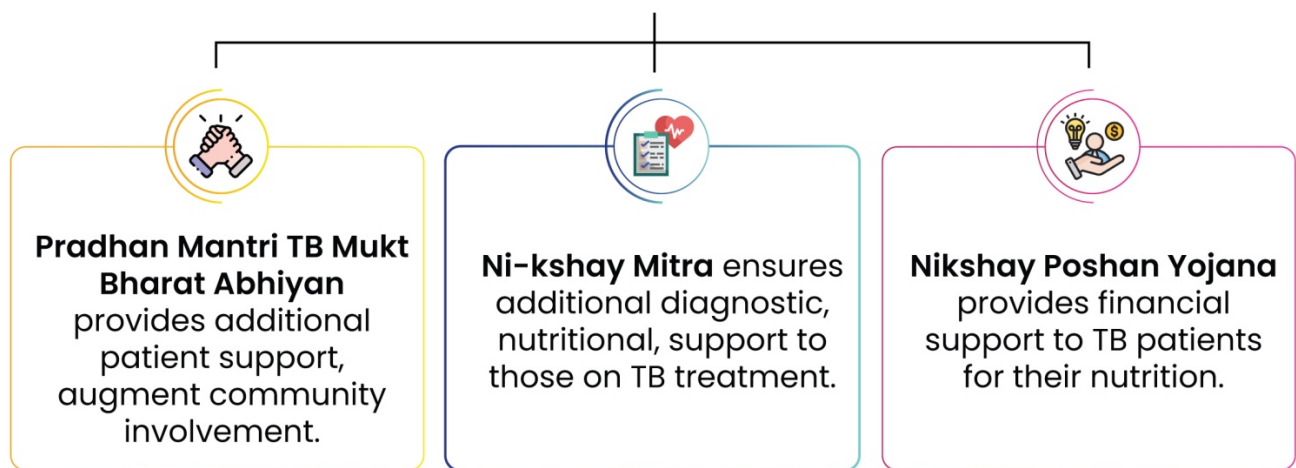 Pradhan Mantri TB Mukt
Bharat Abhiyan
provides additional
patient support,
augment community
involvement.
Ni-kshay Mitra ensures
additional diagnostic,
nutritional, support to
those on TB treatment.
Nikshay Poshan Yojana
provides financial
support to TB patients
for their nutrition.